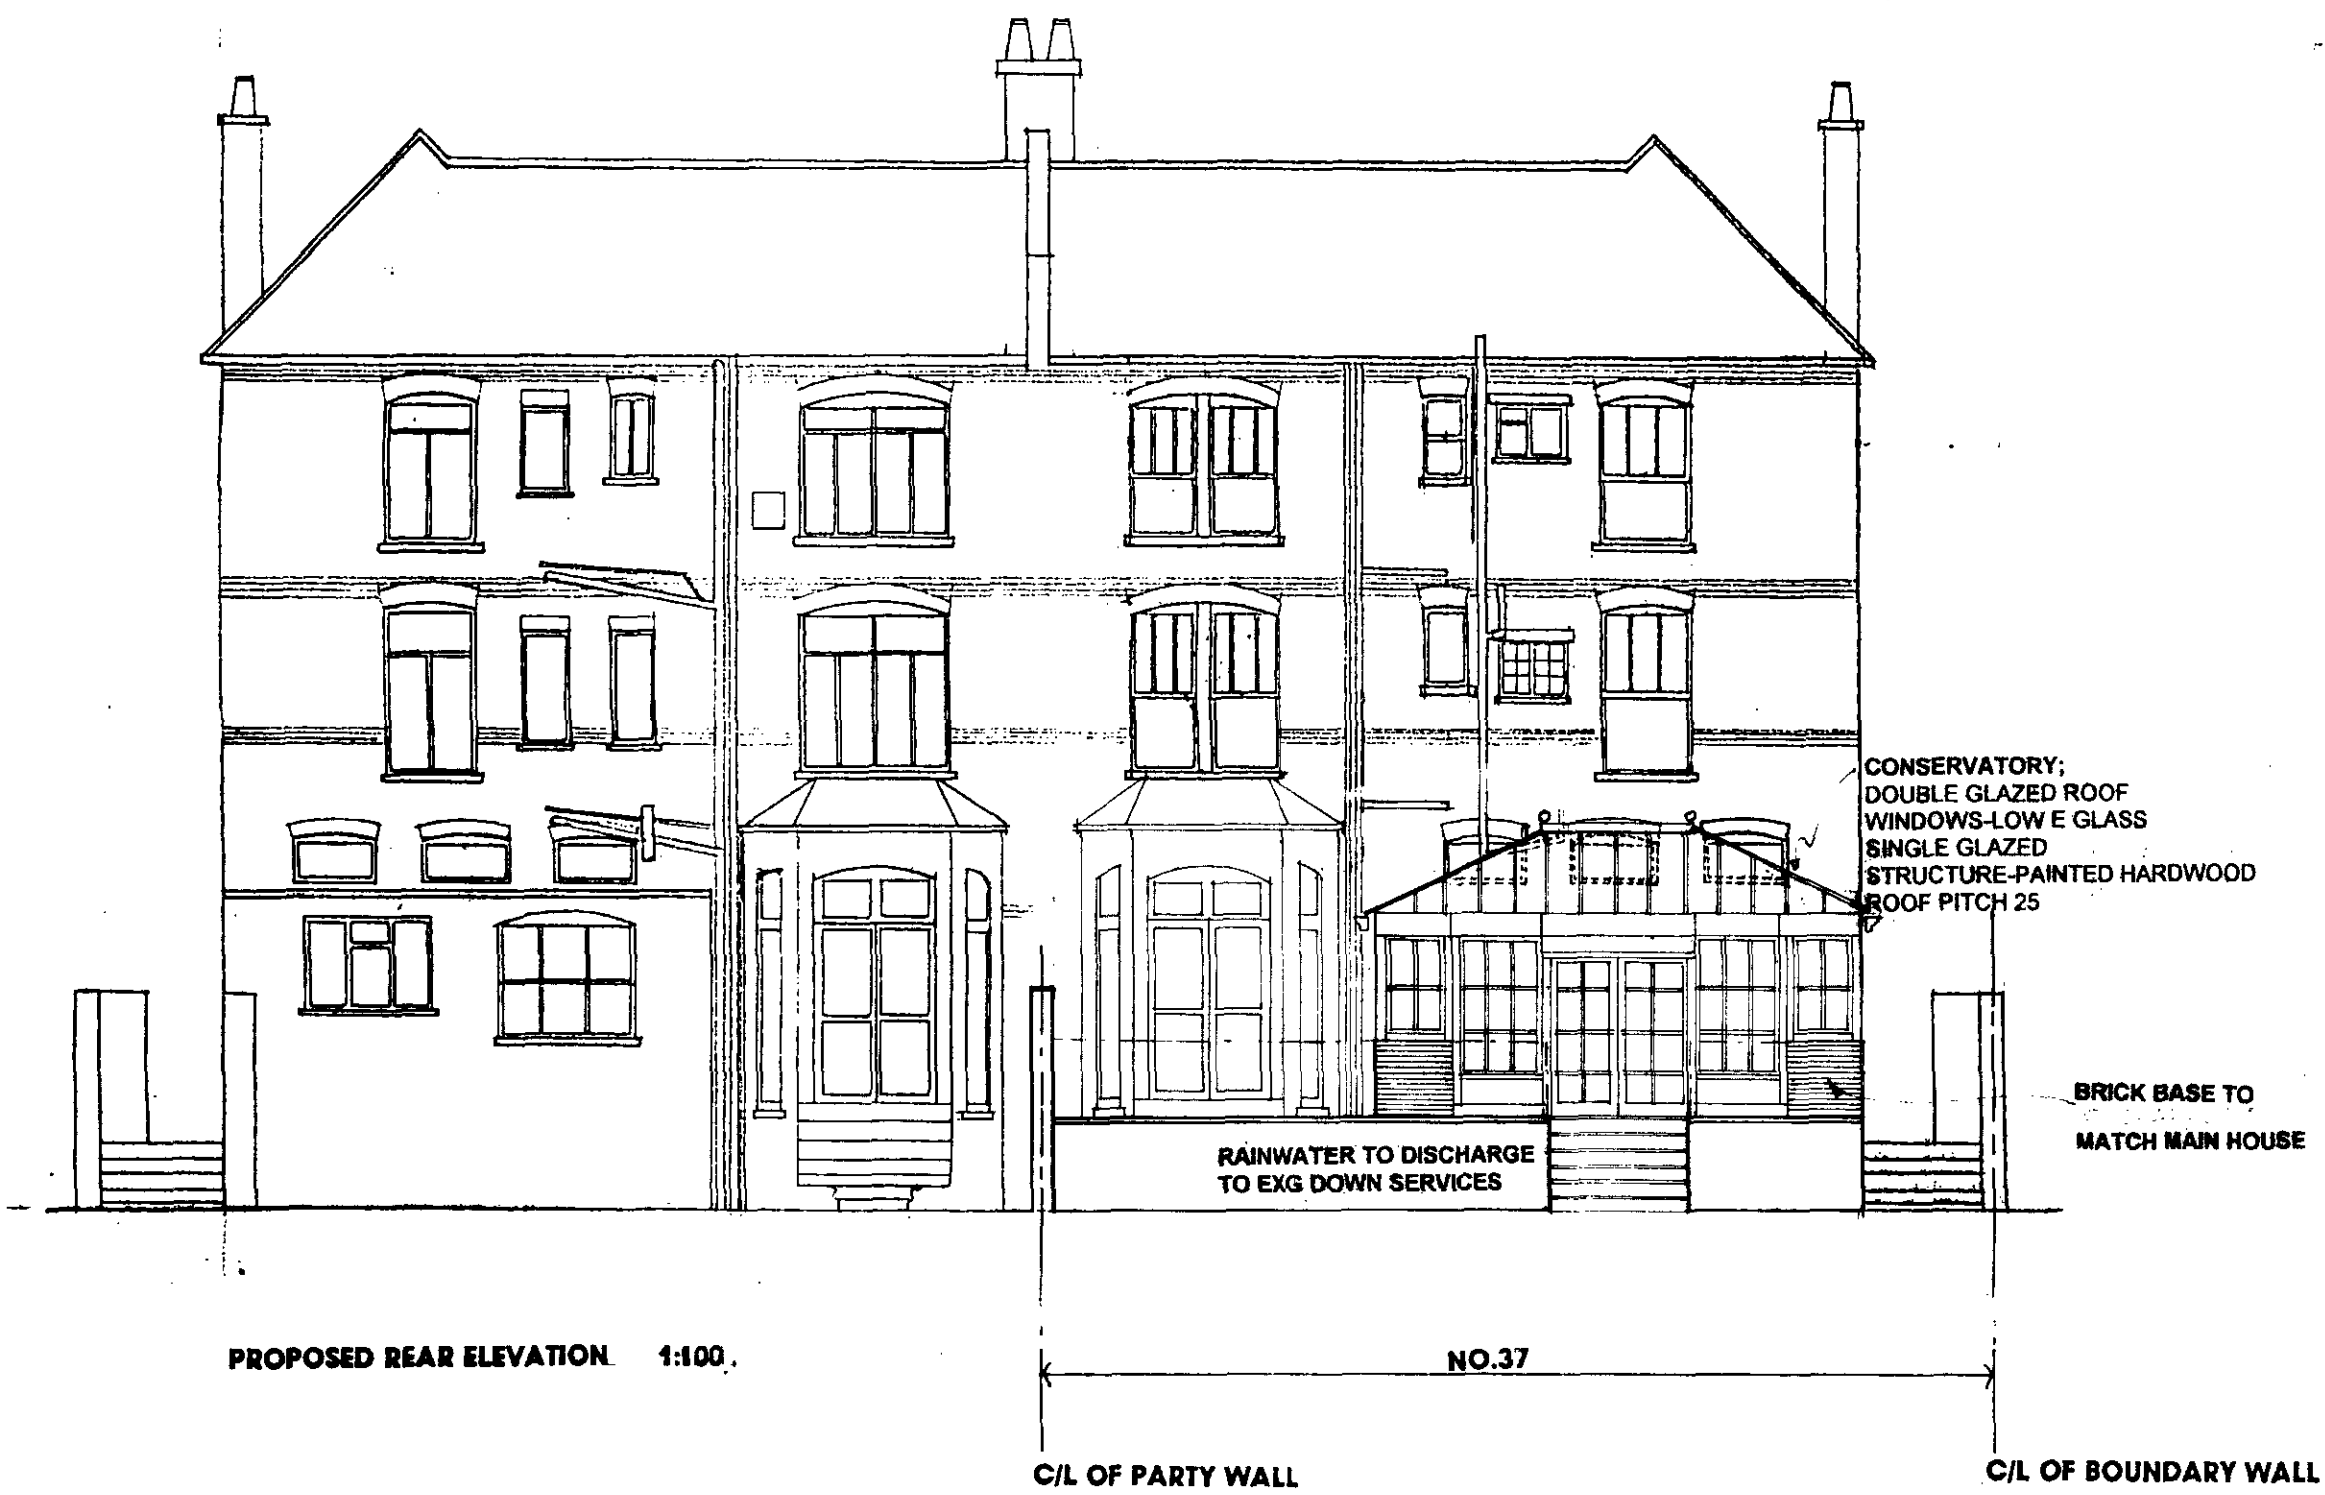 CONSERVATORY;
DOUBLE GLAZED ROOF
WINDOWS-LOW E GLASS
SINGLE GLAZED
STRUCTURE-PAINTED HARDWOOD
ROOF PITCH 25
BRICK BASE TO
MATCH MAIN HOUSE
RAINWATER TO DISCHARGE
TO EXG DOWN SERVICES
PROPOSED REAR ELEVATION 1:100.
NO.37
C/L OF PARTY WALL
C/L OF BOUNDARY WALL